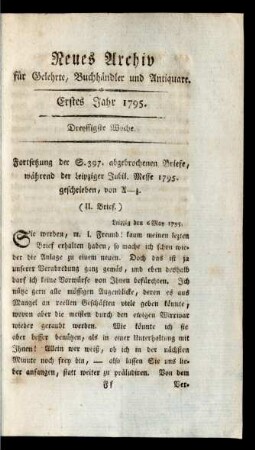 Neues Archiv
für Gelehrte, Buchhändler und Antiquare.
Erstes Jahr 1795.
Dreyssigste Woche.
Fortsetzung der S. 397. abgebrochenen Briefe,
während der leipziger Jubil. Messe 1795.
geschrieben, von A—z.
(II. Brief.)
Leipzig den May 1795.
Sie werden, m. l. Freund! kaum meinen lezten
Brief erhalten haben, so mache ich schon wie-
der die Anlage zu einem neuen. Doch das ist zu
unserer Verabredung ganz gemäs, und eben deshalb
darf ich keine Vorwürfe von Ihnen befürchten. Ich
nütze gern alle müssigen Augenblicke, deren es aus
Mangel an reellen Geschäften viele geben könnte,
wenn aber die meisten durch den ewigen Wirrwar
wieder geraubt werden. Wie könnte ich sie
aber besser benützen, als in einer Unterhaltung mit
Ihnen! Allein wer weiß, ob ich in der nächsten
Minute noch frey bin, — also lassen Sie uns lie-
ber anfangen, statt weiter zu präludiren. Von dem
Ff Ver-